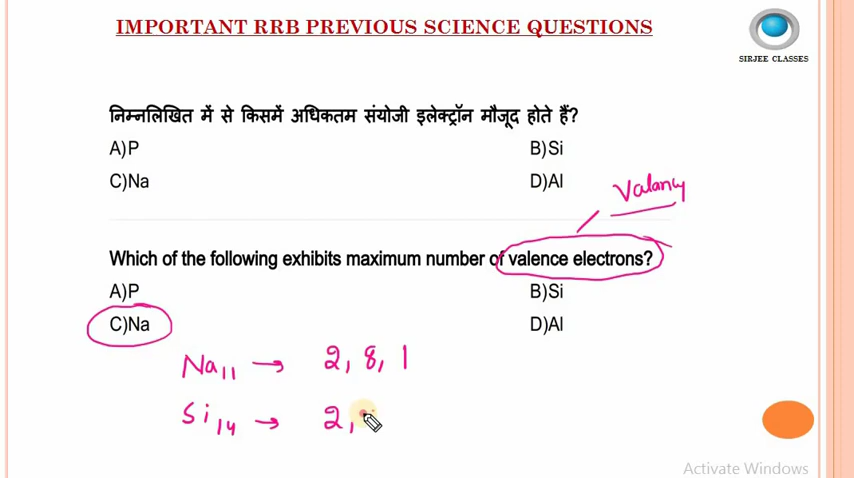 IMPORTANT RRB PREVIOUS SCIENCE QUESTIONS
SIRJEE CLASSES
निम्नलिखित में से किसमें अधिकतम संयोजी इलेक्ट्रॉन मौजूद होते हैं?
A)P B)Si
C)Na D)Al
Valancy
Which of the following exhibits maximum number of valence electrons?
A)P B)Si
C)Na D)Al
Na11 → 2, 8, 1
Si14 → 2,
Activate Windows